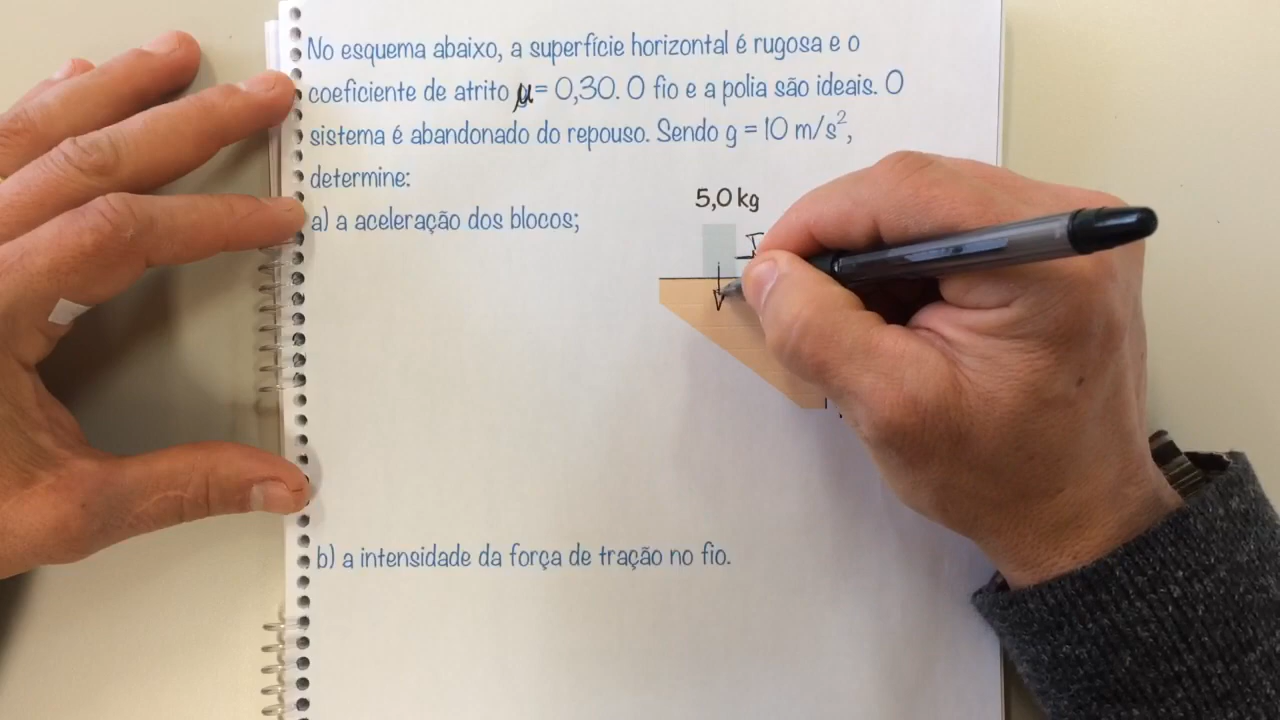 No esquema abaixo, a superfície horizontal é rugosa e o
coeficiente de atrito μ = 0,30. O fio e a polia são ideais. O
sistema é abandonado do repouso. Sendo g = 10 m/s²,
determine:
5,0 kg
a) a aceleração dos blocos;
b) a intensidade da força de tração no fio.